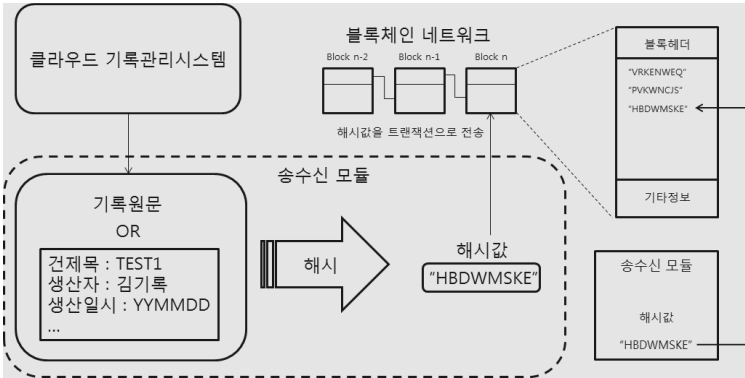 클라우드 기록관리시스템
블록체인 네트워크
Block n-2
Block n-1
Block n
해시값을 트랜잭션으로 전송
블록헤더
"VRKENWEQ"
"PVKWNCJS"
"HBDWMSKE"
기타정보
송수신 모듈
기록원문
OR
건제목 : TEST1
생산자 : 김기록
생산일시 : YYMMDD
...
해시
해시값
"HBDWMSKE"
송수신 모듈
해시값
"HBDWMSKE"